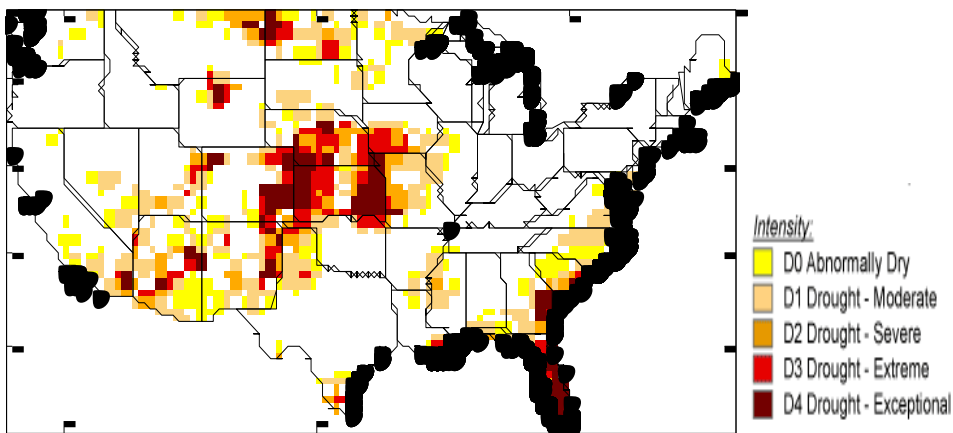 Intensity:
D0 Abnormally Dry
D1 Drought - Moderate
D2 Drought - Severe
D3 Drought - Extreme
D4 Drought - Exceptional